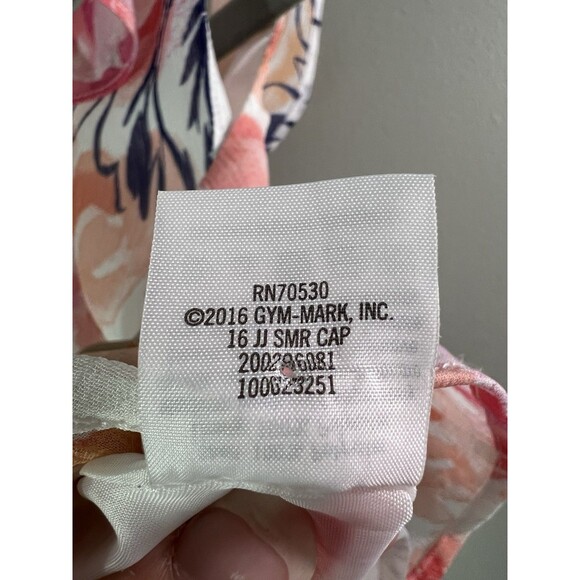 RN70530
©2016 GYM-MARK, INC.
16 JJ SMR CAP
200296081
100023251